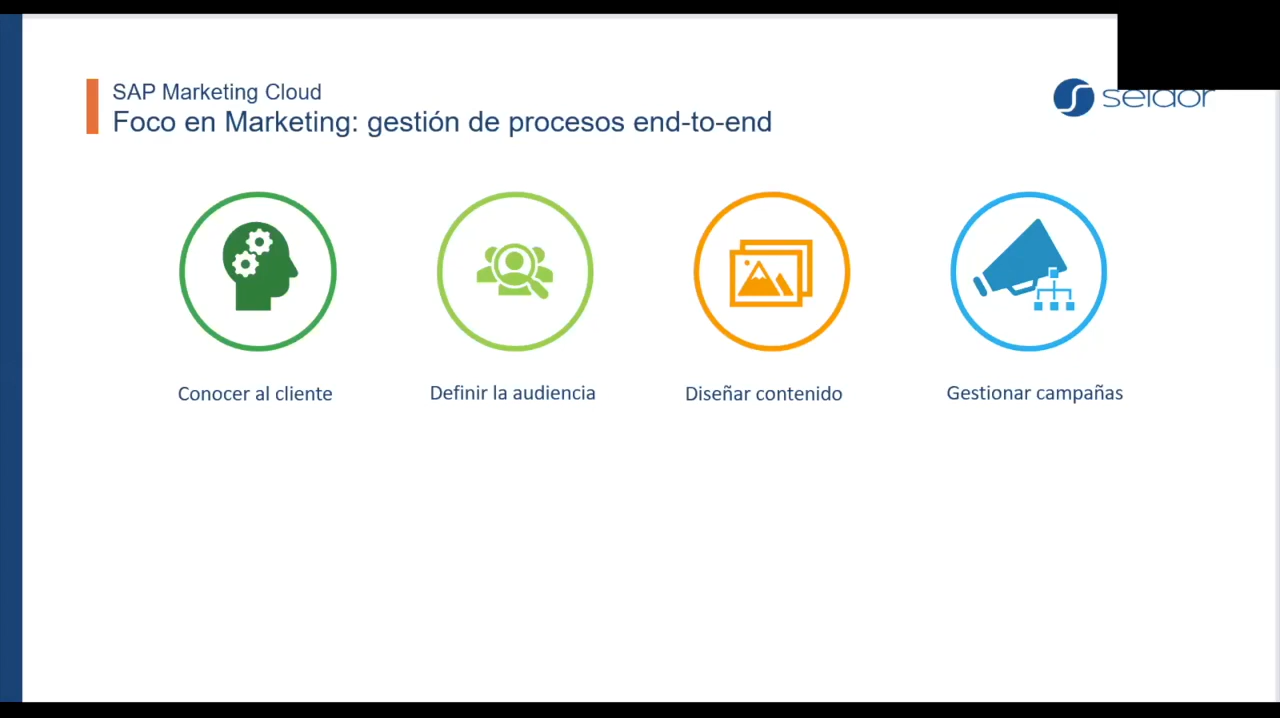 SAP Marketing Cloud
Foco en Marketing: gestión de procesos end-to-end
seidor
Conocer al cliente
Definir la audiencia
Diseñar contenido
Gestionar campañas